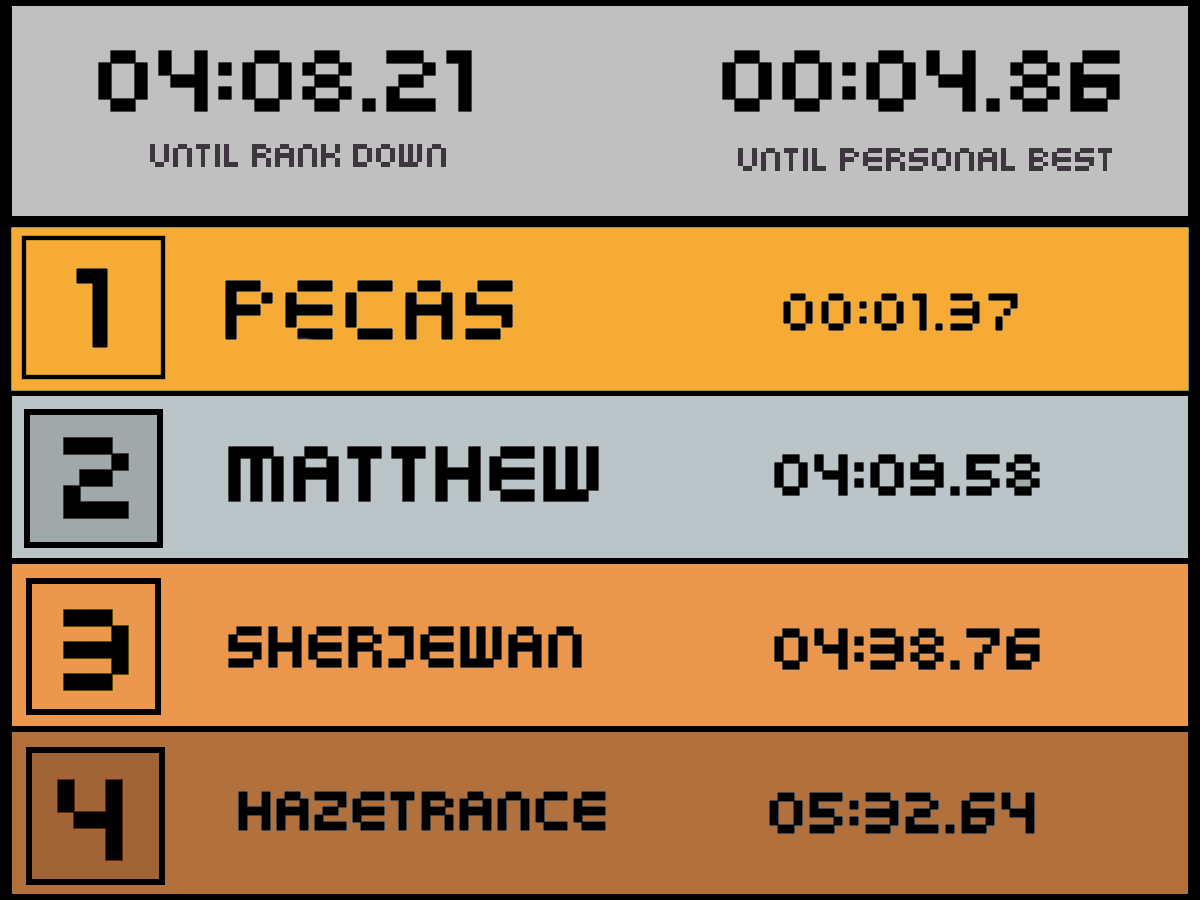 04:08.21 00:04.86
UNTIL RANK DOWN UNTIL PERSONAL BEST
1 PECAS 00:01.37
2 MATTHEW 04:09.58
3 SHERJEWAN 04:38.76
4 HAZETRANCE 05:32.64